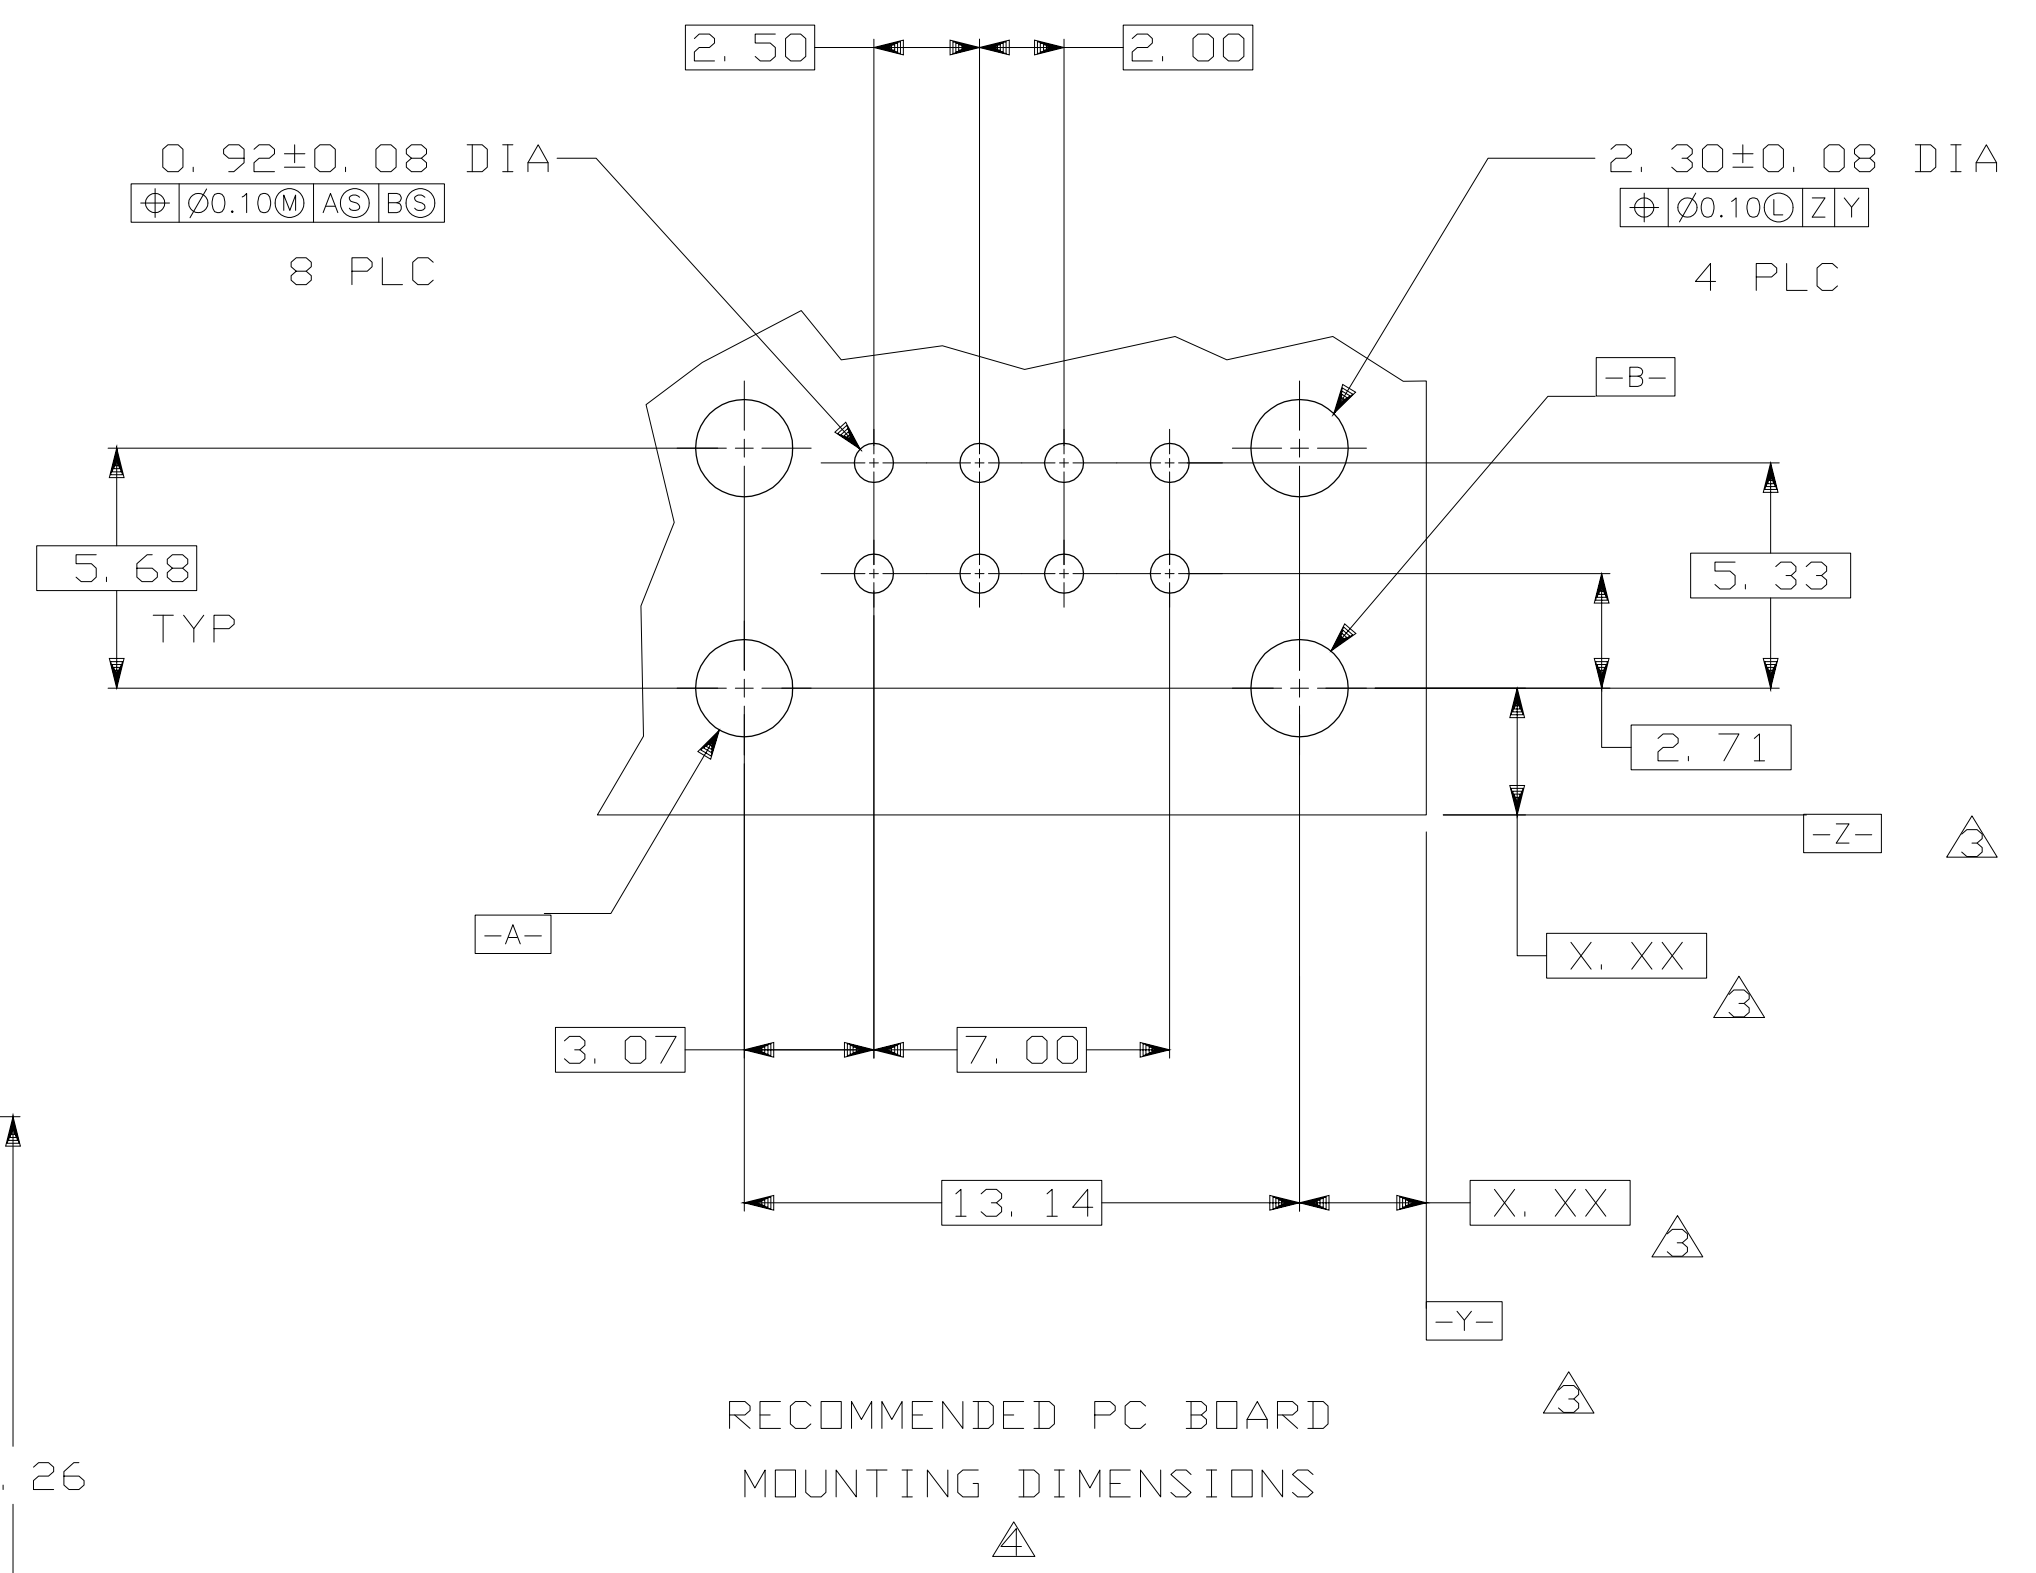 2.50
2.00
0.92±0.08 DIA
⌖ Ø0.10Ⓜ AⓈ BⓈ
8 PLC
2.30±0.08 DIA
⌖ Ø0.10Ⓛ Z Y
4 PLC
-B-
5.68
TYP
5.33
2.71
-Z-
3
-A-
X.XX
3
3.07
7.00
13.14
X.XX
3
-Y-
3
RECOMMENDED PC BOARD
MOUNTING DIMENSIONS
4
.26